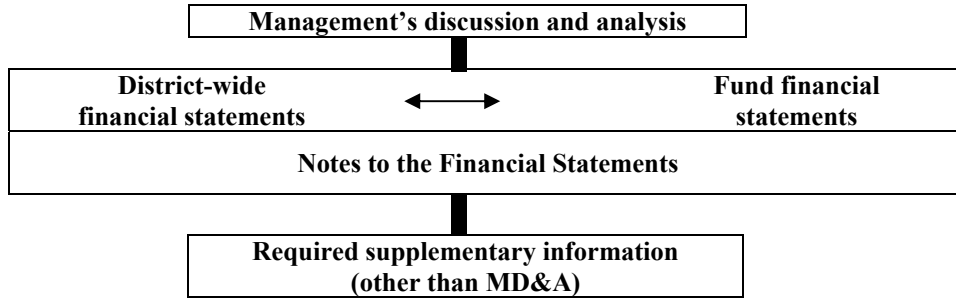 Management’s discussion and analysis
District-wide
financial statements
Fund financial
statements
Notes to the Financial Statements
Required supplementary information
(other than MD&A)